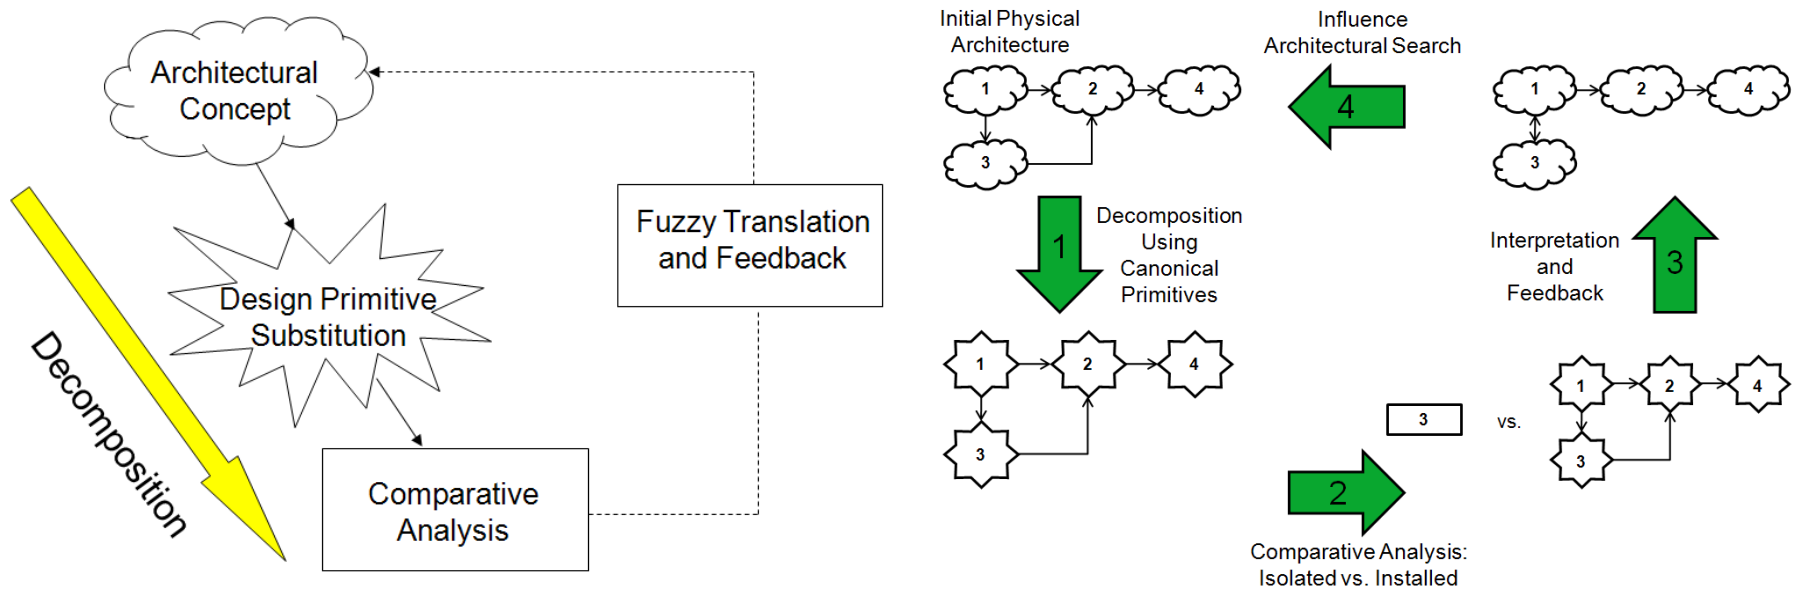 Architectural
Concept
Fuzzy Translation
and Feedback
Design Primitive
Substitution
Decomposition
Comparative
Analysis
Initial Physical
Architecture
1
2
4
3
1
Decomposition
Using
Canonical
Primitives
1
2
4
3
2
Comparative Analysis:
Isolated vs. Installed
3
vs.
1
2
4
3
3
Interpretation
and
Feedback
1
2
4
3
4
Influence
Architectural Search